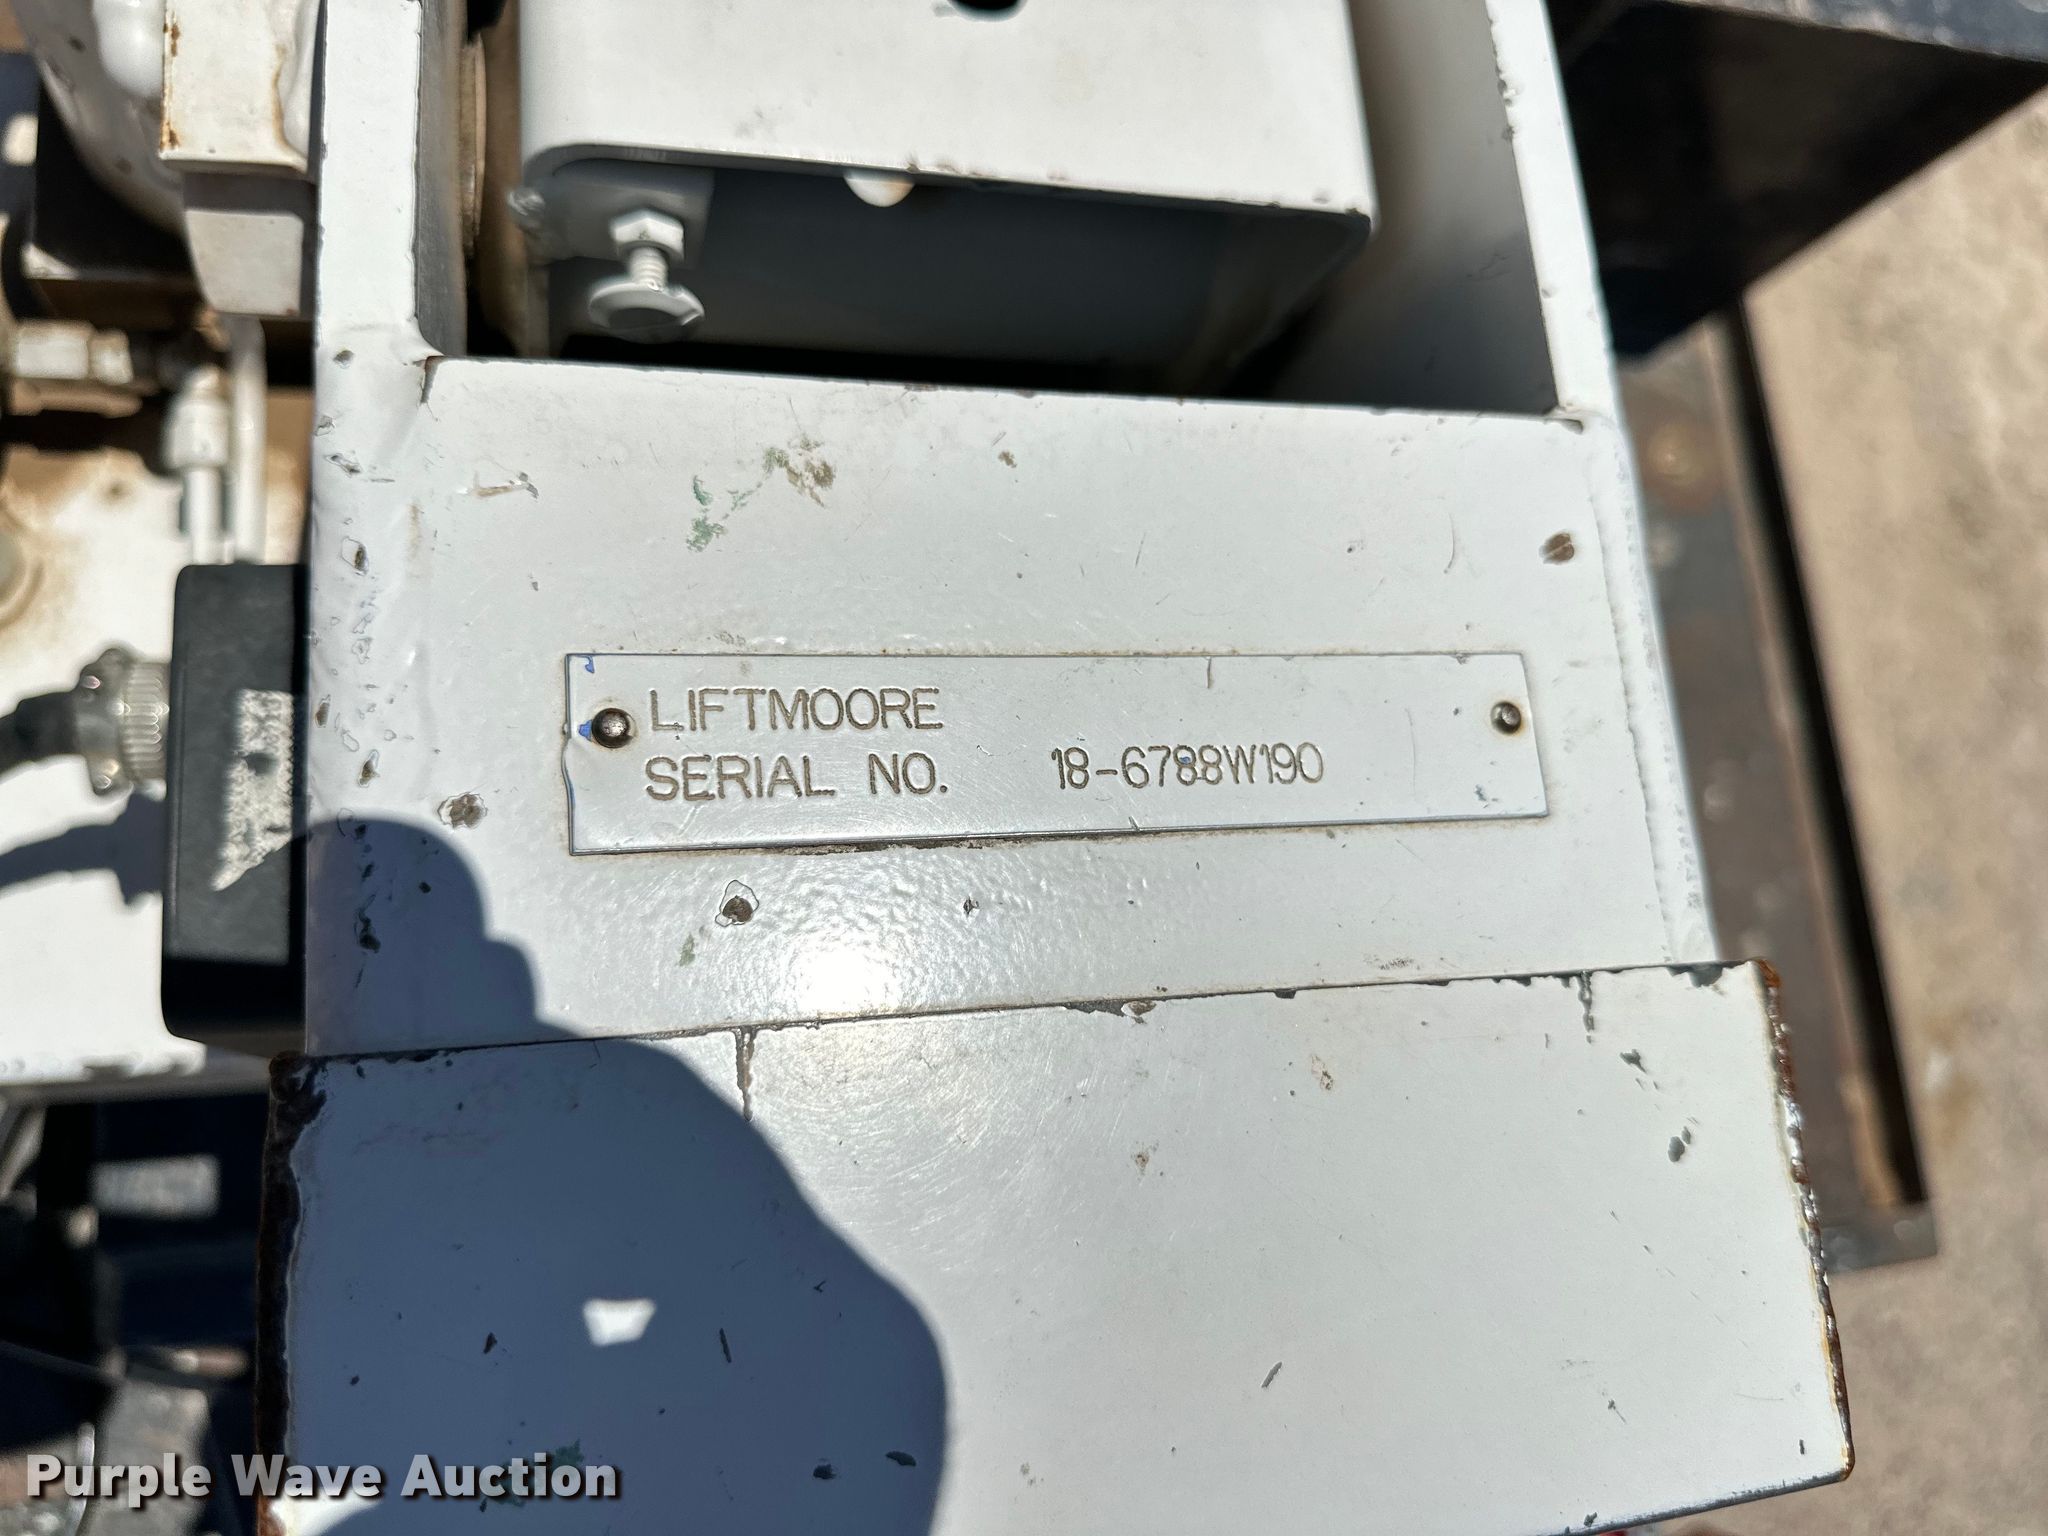 LIFTMOORE
SERIAL NO. 18-6788W190
Purple Wave Auction